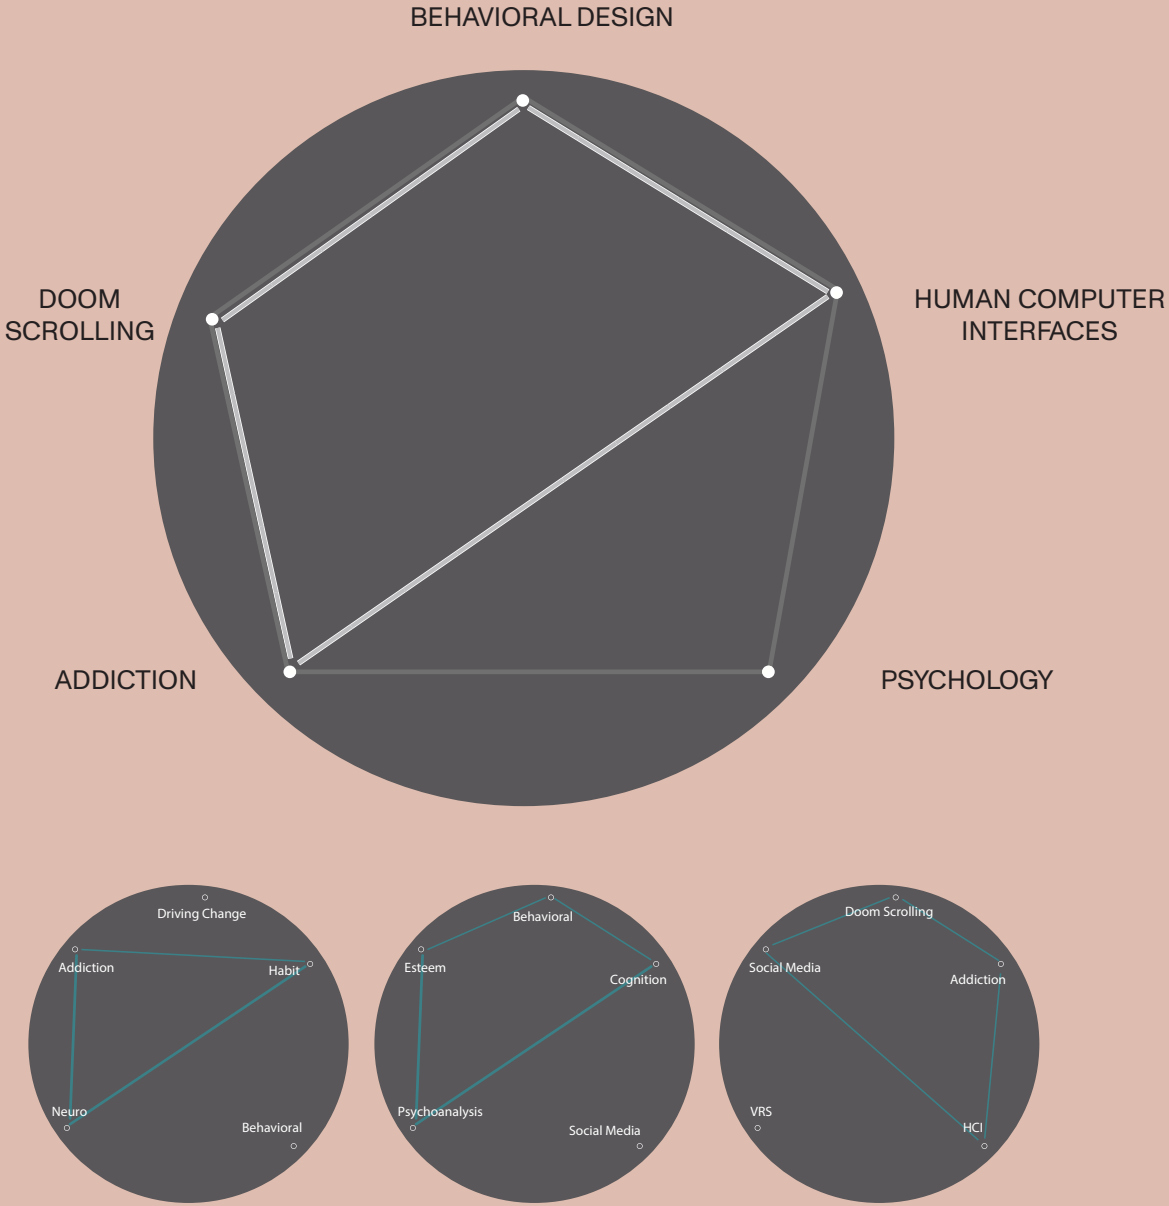 BEHAVIORAL DESIGN
DOOM
SCROLLING
HUMAN COMPUTER
INTERFACES
ADDICTION
PSYCHOLOGY
Driving Change
Addiction
Habit
Neuro
Behavioral
Behavioral
Esteem
Cognition
Psychoanalysis
Social Media
Doom Scrolling
Social Media
Addiction
VRS
HCI